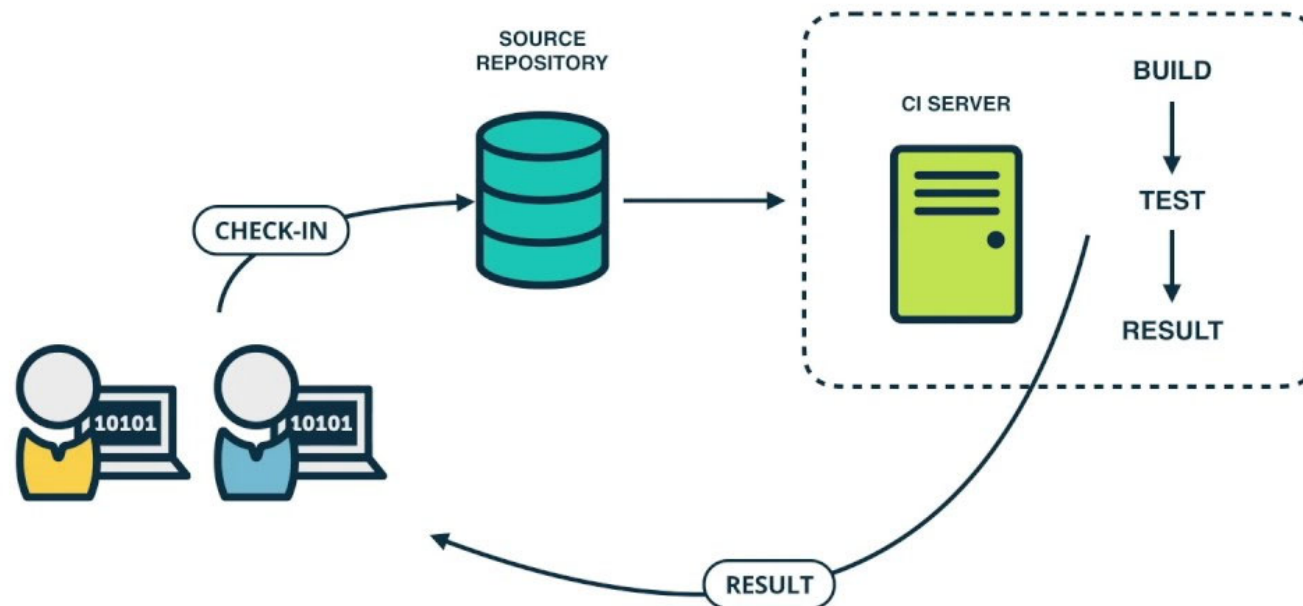 SOURCE
REPOSITORY
BUILD
CI SERVER
TEST
CHECK-IN
RESULT
10101
10101
RESULT